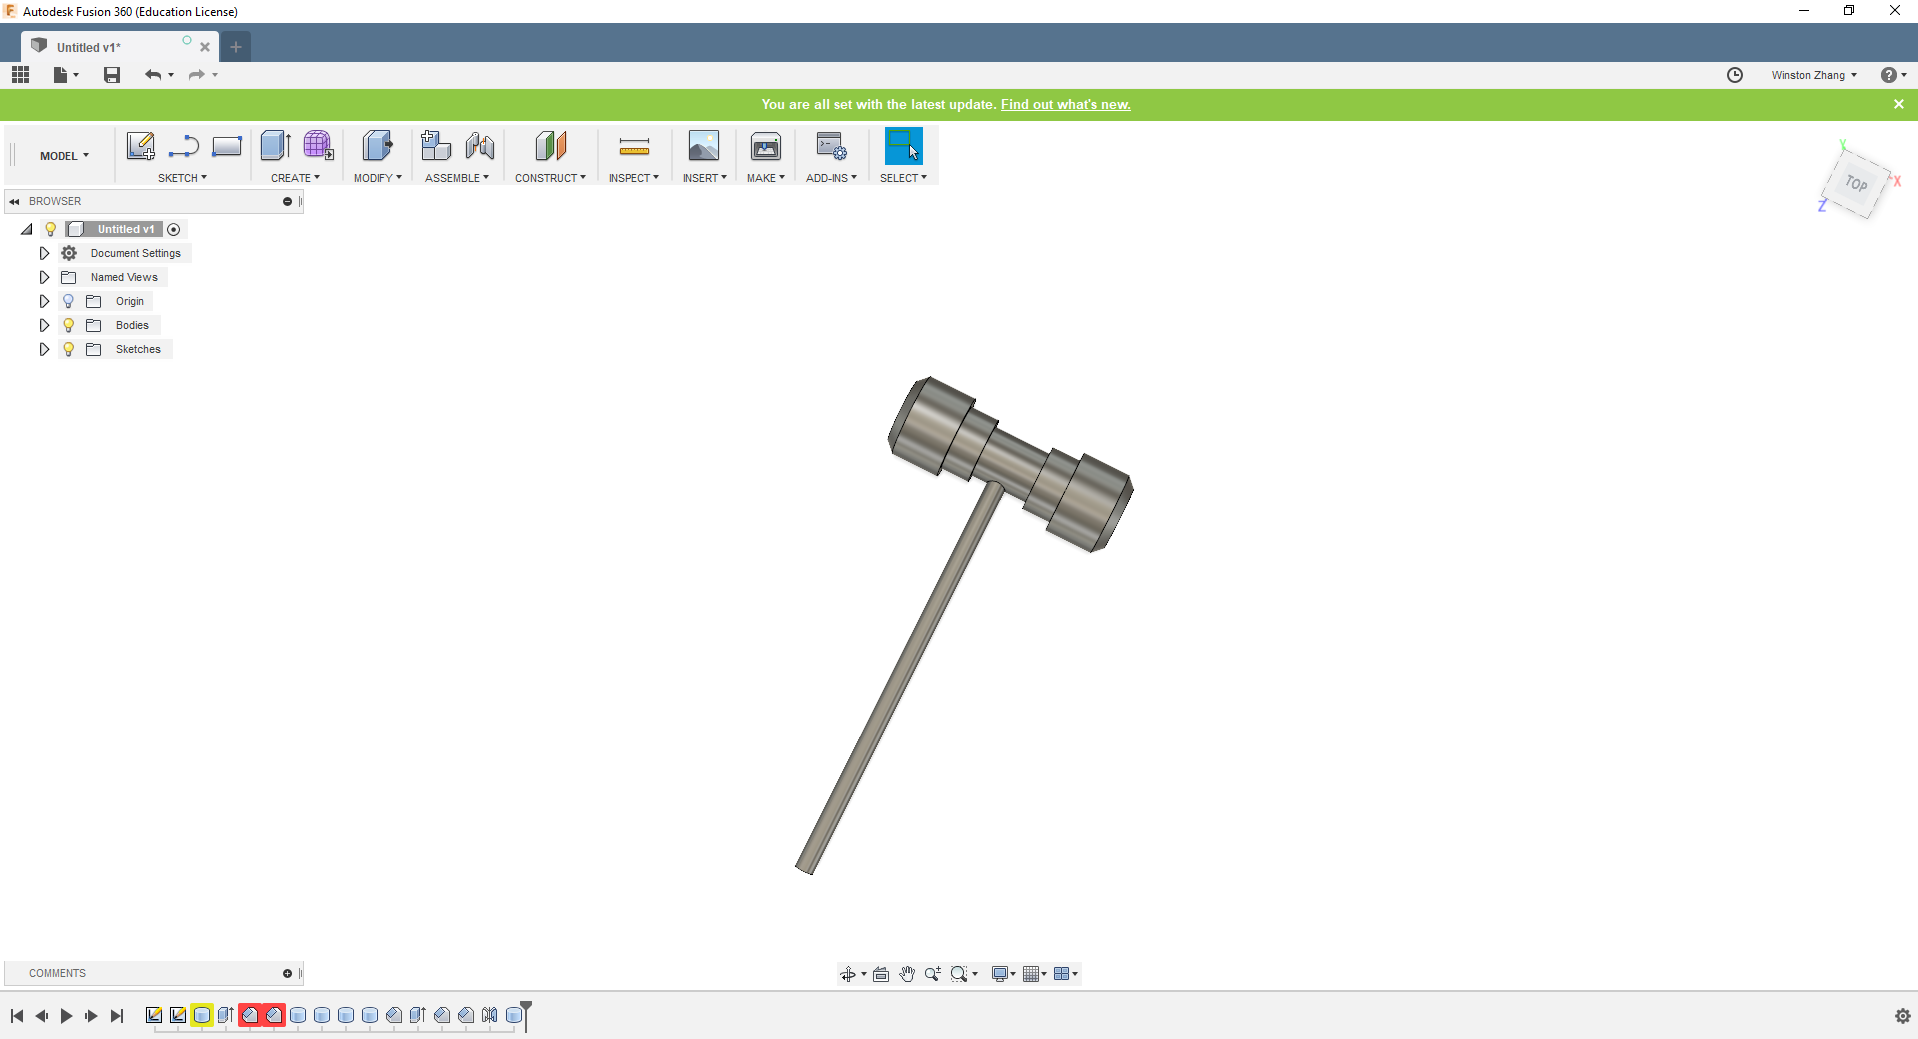 Autodesk Fusion 360 (Education License)
Untitled v1*
Winston Zhang
You are all set with the latest update. Find out what's new.
MODEL
SKETCH
CREATE
MODIFY
ASSEMBLE
CONSTRUCT
INSPECT
INSERT
MAKE
ADD-INS
SELECT
Y
TOP
X
Z
BROWSER
Untitled v1
Document Settings
Named Views
Origin
Bodies
Sketches
COMMENTS